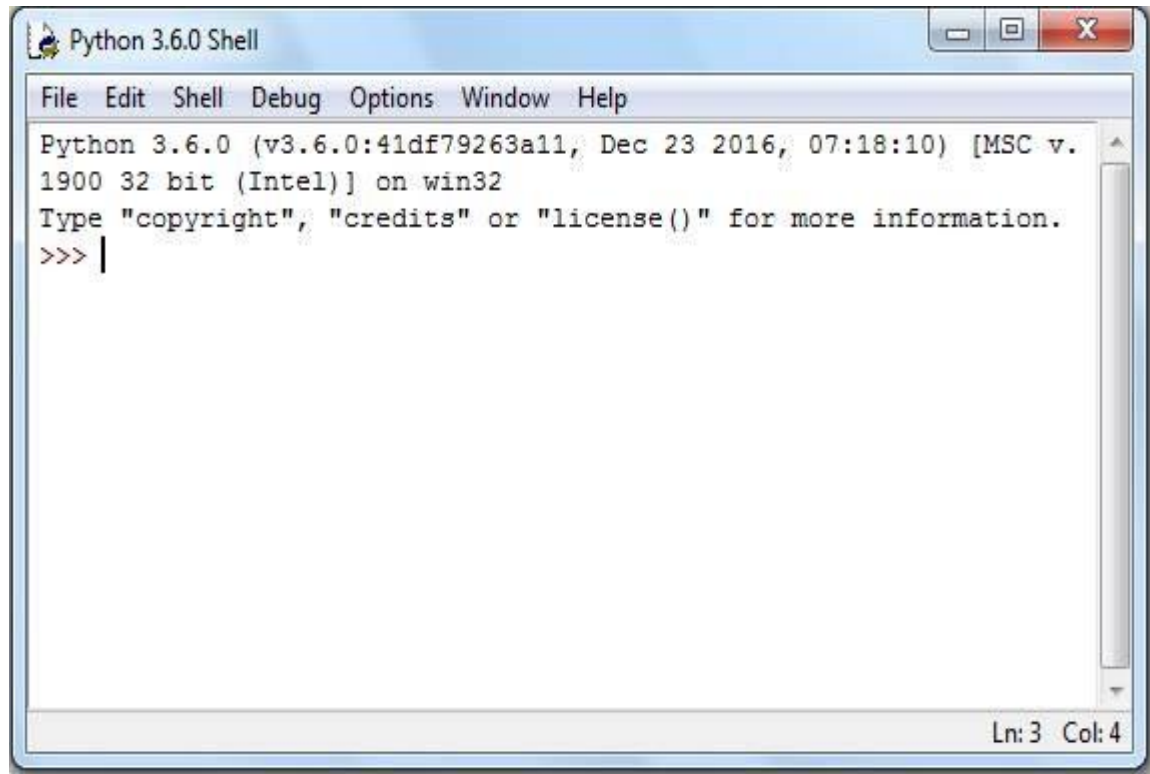 Python 3.6.0 Shell
File Edit Shell Debug Options Window Help
Python 3.6.0 (v3.6.0:41df79263a11, Dec 23 2016, 07:18:10) [MSC v.
1900 32 bit (Intel)] on win32
Type "copyright", "credits" or "license()" for more information.
>>>
Ln: 3 Col: 4